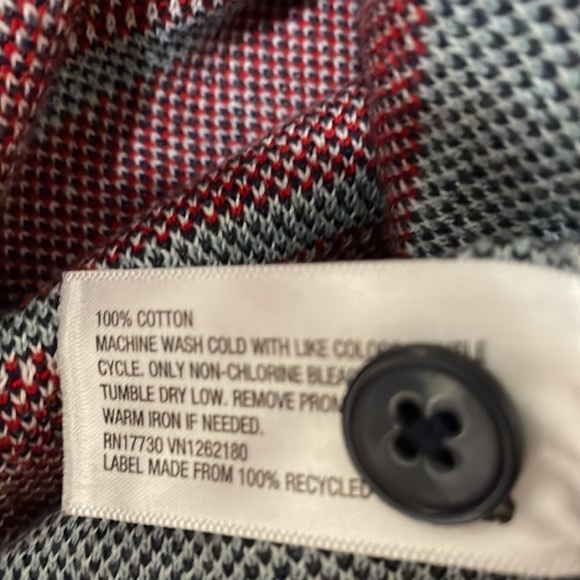 100% COTTON
MACHINE WASH COLD WITH LIKE
CYCLE. ONLY NON-CHLORINE
TUMBLE DRY LOW. REMOVE
WARM IRON IF NEEDED.
RN17730 VN1262180
LABEL MADE FROM 100% RECYCLED